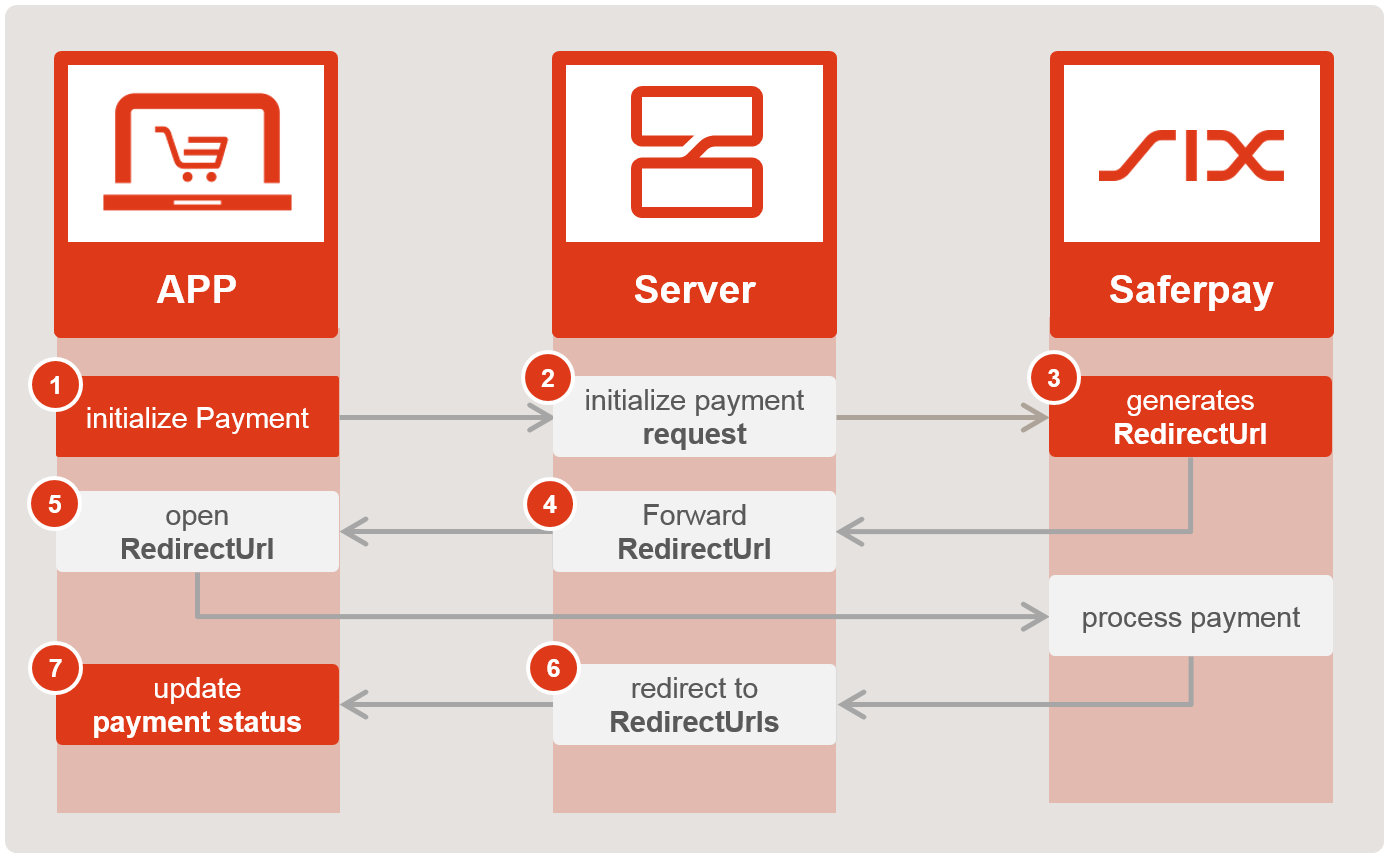 SIX
APP
Server
Saferpay
1
initialize Payment
2
initialize payment
request
3
generates
RedirectUrl
5
open
RedirectUrl
4
Forward
RedirectUrl
process payment
7
update
payment status
6
redirect to
RedirectUrls